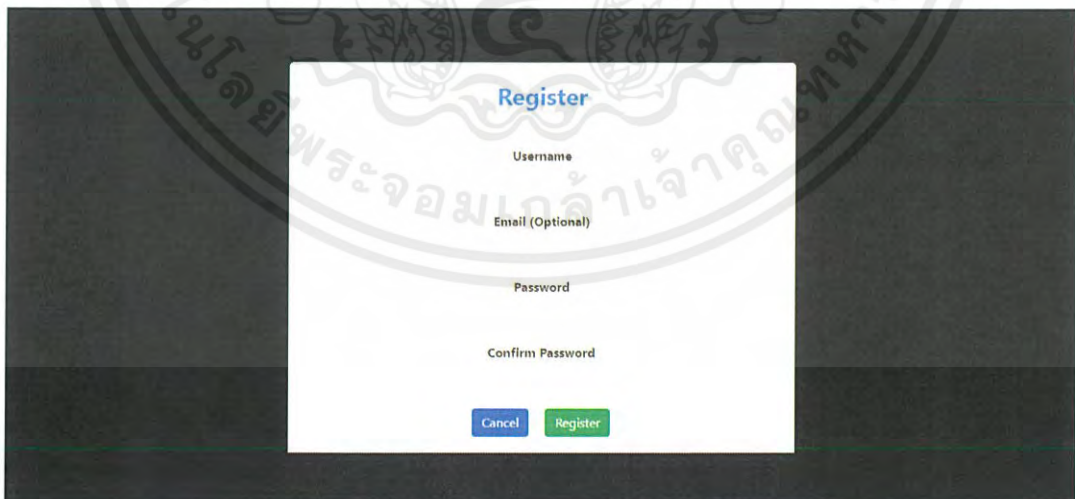 Register
Username
Email (Optional)
Password
Confirm Password
Cancel Register